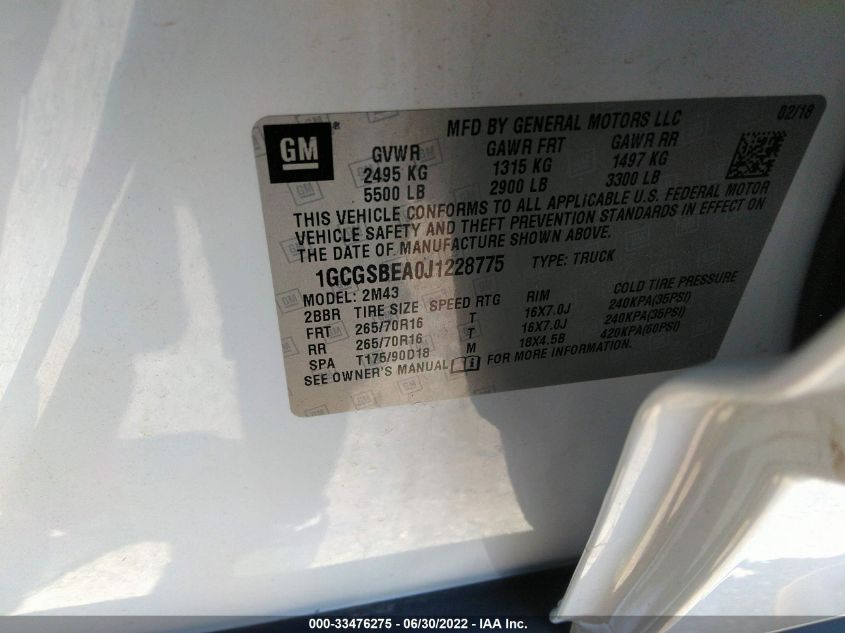 GM
MFD BY GENERAL MOTORS LLC 02/18
GVWR GAWR FRT GAWR RR
2495 KG 1315 KG 1497 KG
5500 LB 2900 LB 3300 LB
THIS VEHICLE CONFORMS TO ALL APPLICABLE U.S. FEDERAL MOTOR
VEHICLE SAFETY AND THEFT PREVENTION STANDARDS IN EFFECT ON
THE DATE OF MANUFACTURE SHOWN ABOVE.
1GCGSBEA0J1228775 TYPE: TRUCK
MODEL: 2M43
2BBR TIRE SIZE SPEED RTG RIM COLD TIRE PRESSURE
FRT 265/70R16 T 16X7.0J 240KPA(35PSI)
RR 265/70R16 T 16X7.0J 240KPA(35PSI)
SPA T175/90D18 M 18X4.5B 420KPA(60PSI)
SEE OWNER'S MANUAL FOR MORE INFORMATION.
000-33476275 - 06/30/2022 - IAA Inc.